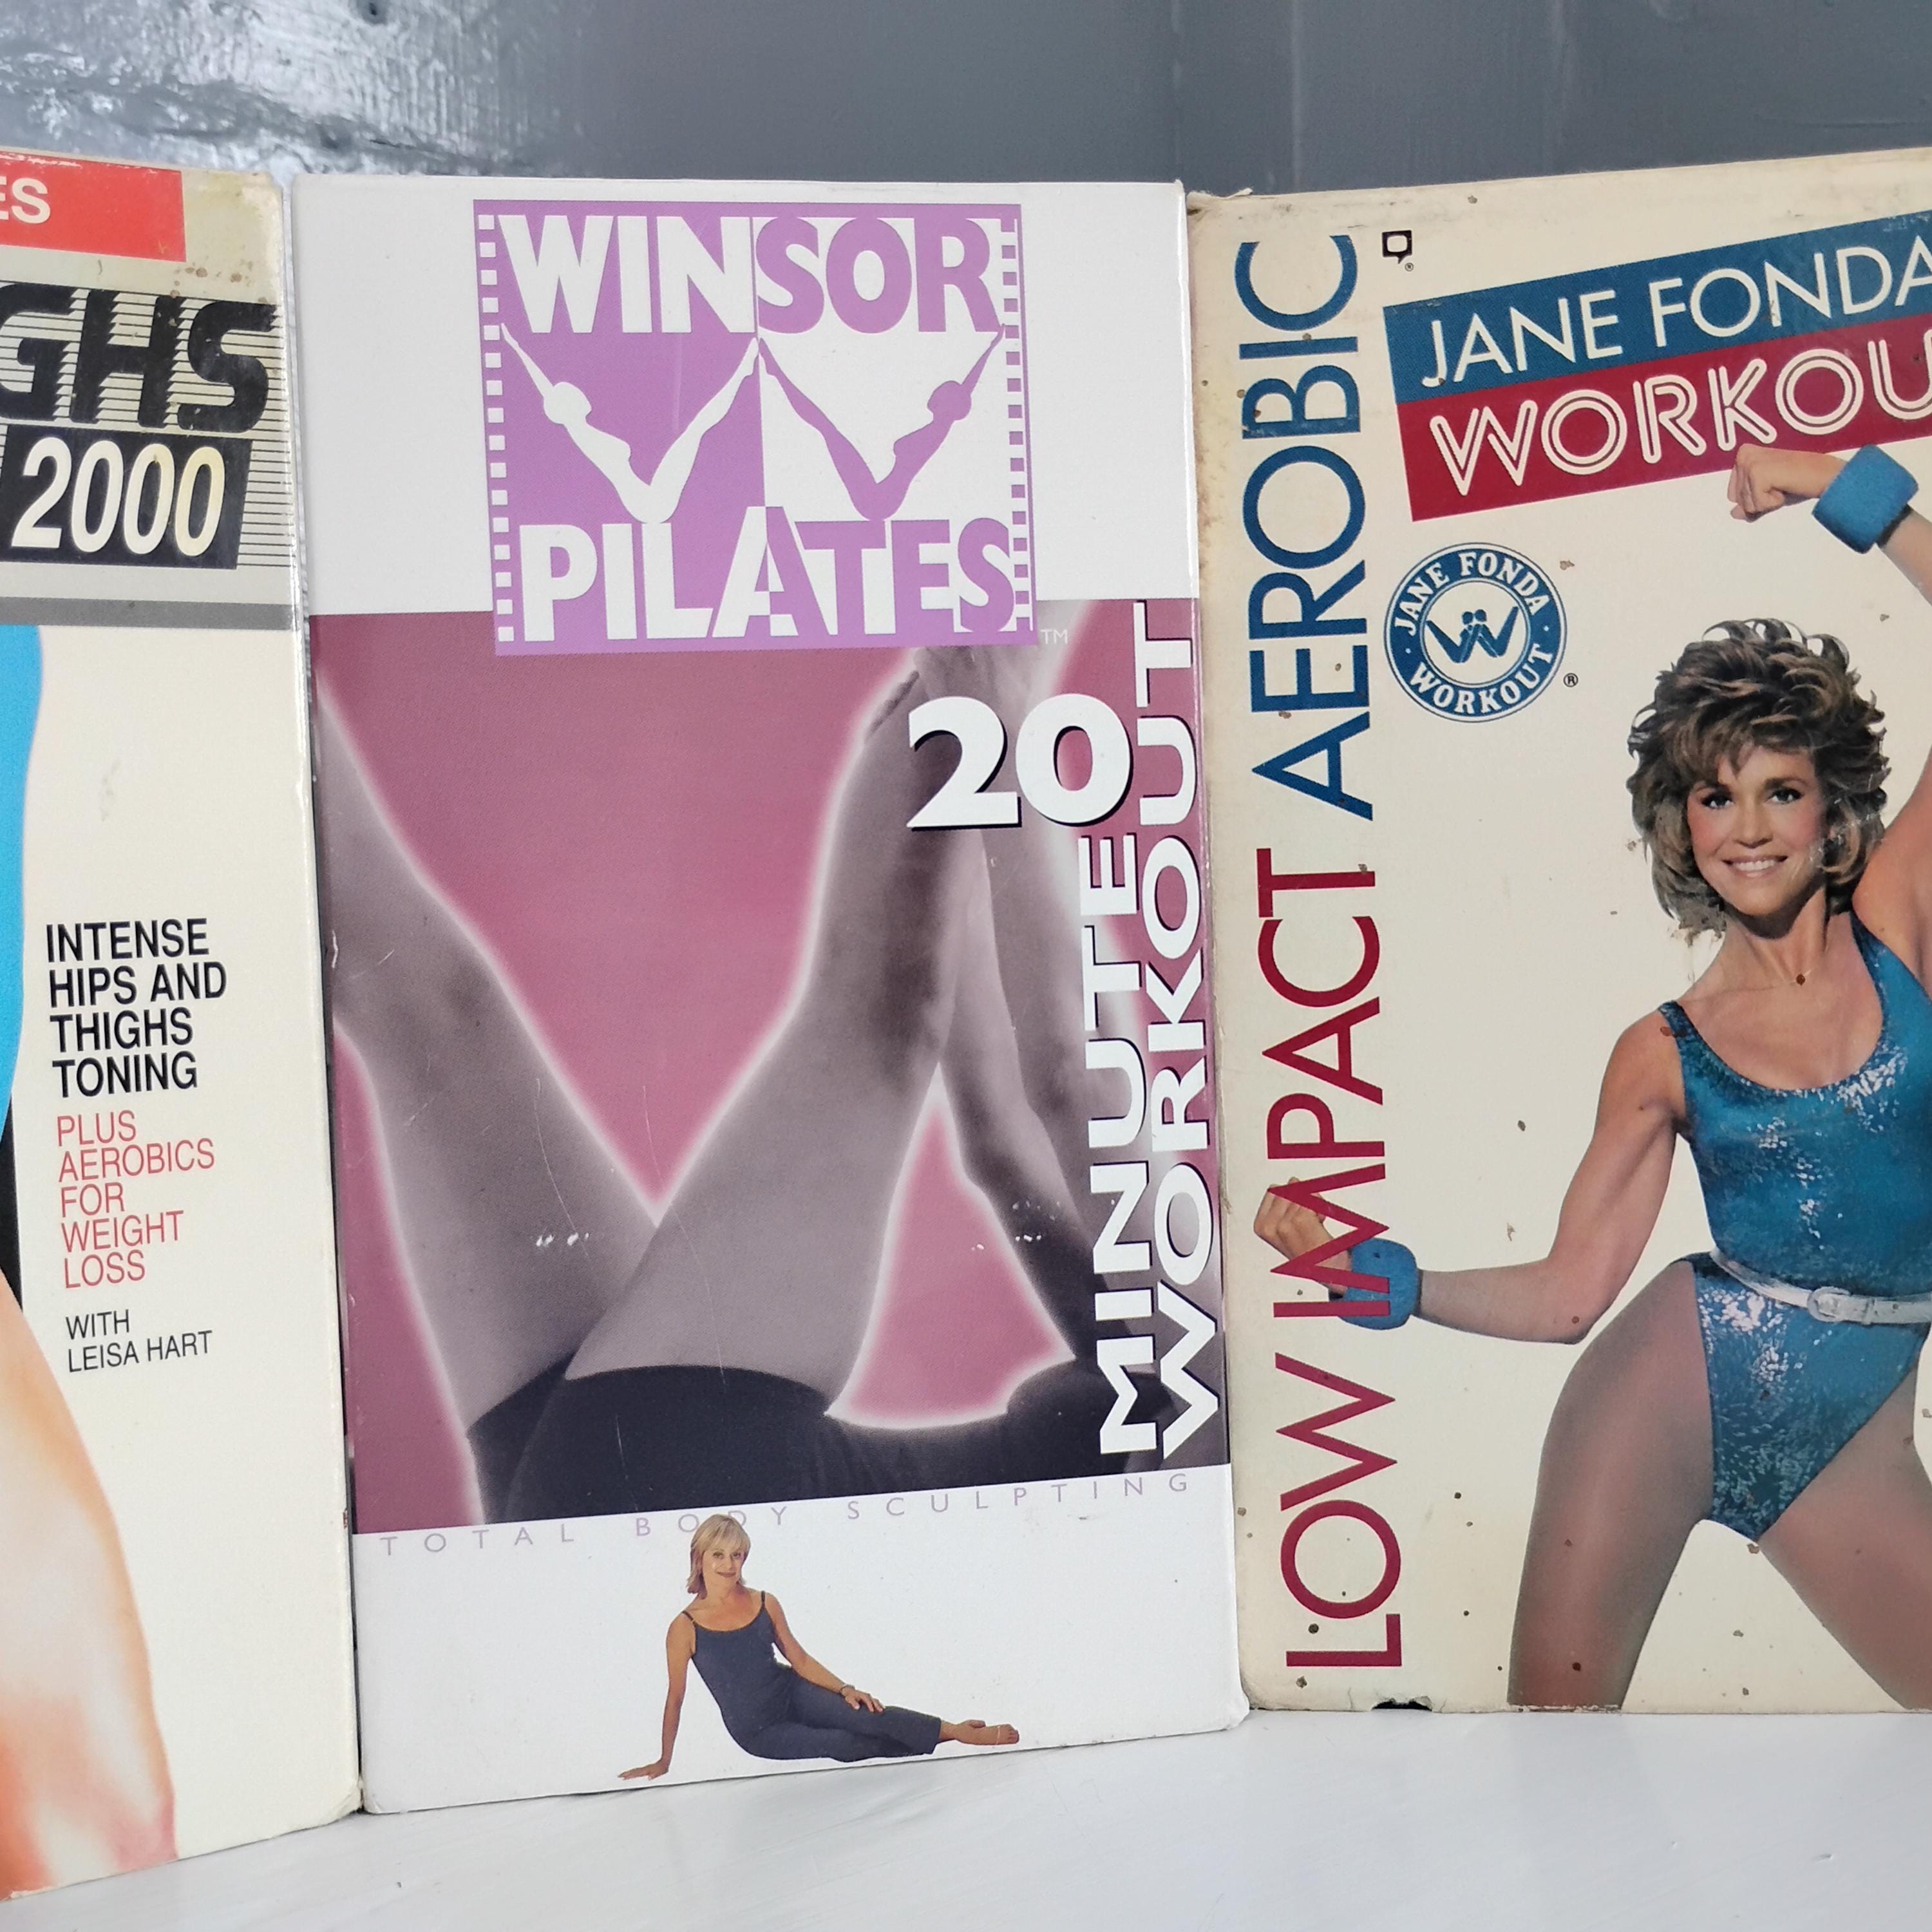 ES
GHS
2000
INTENSE
HIPS AND
THIGHS
TONING
PLUS
AEROBICS
FOR
WEIGHT
LOSS
WITH
LEISA HART
WINSOR
PILATES
TM
20
MINUTE
WORKOUT
TOTAL BODY SCULPTING
LOW IMPACT AEROBIC
JANE FONDA
WORKOU
JANE FONDA
WORKOUT
®